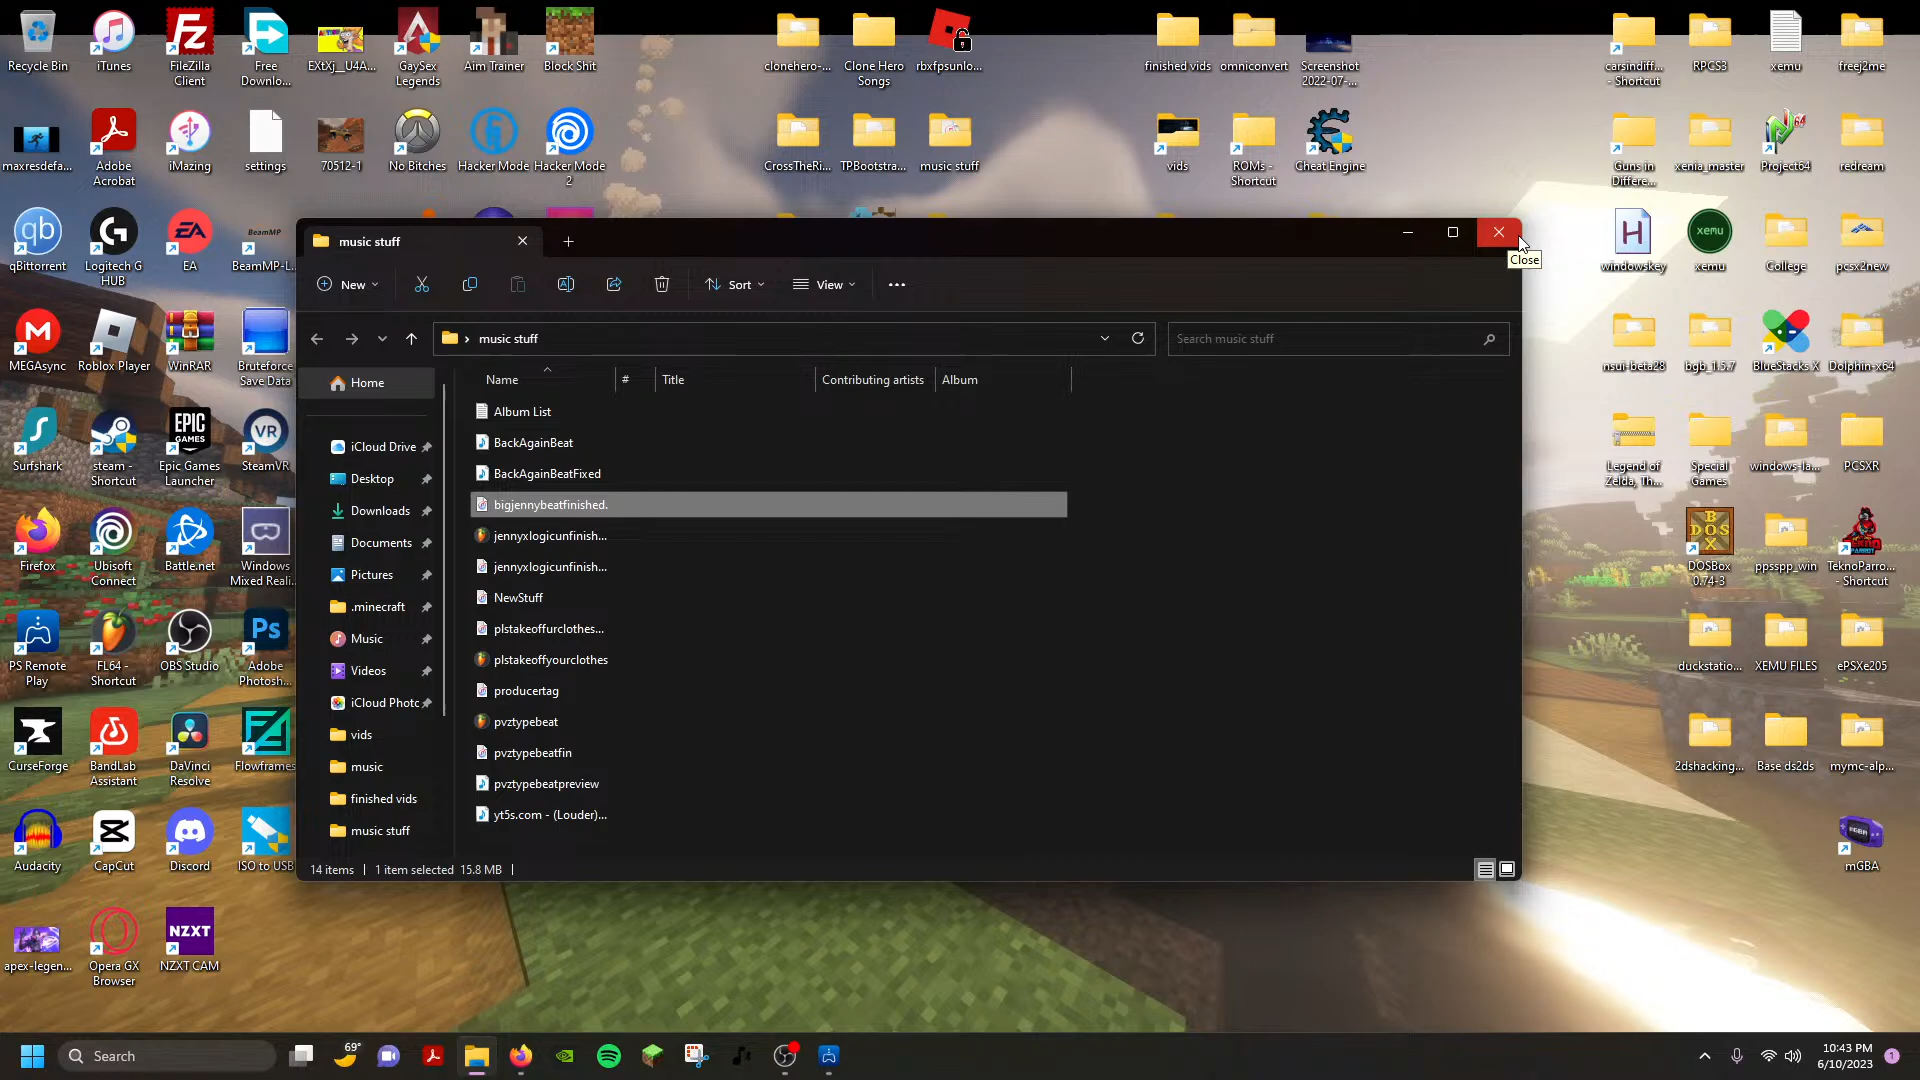 Recycle Bin
iTunes
FileZilla
Client
Free
Downlo...
EXtXj__U4A...
GaySex
Legends
Aim Trainer
Block Shit
clonehero-...
Clone Hero
Songs
rbxfpsunlo...
finished vids
omniconvert
Screenshot
2022-07-...
carsindiff...
- Shortcut
RPCS3
xemu
freej2me
maxresdefa...
Adobe
Acrobat
iMazing
settings
70512-1
No Bitches
Hacker Mode
Hacker Mode
2
CrossTheRi...
TPBootstra...
music stuff
vids
ROMs -
Shortcut
Cheat Engine
Guns in
Differe...
xenia_master
Project64
redream
qBittorrent
Logitech G
HUB
EA
BeamMP
BeamMP-L...
windowskey
xemu
xemu
College
pcsx2new
MEGAsync
Roblox Player
WinRAR
Bruteforce
Save Data
nsui-beta28
bgb_1.5.7
BlueStacks X
Dolphin-x64
Surfshark
steam -
Shortcut
EPIC
GAMES
Epic Games
Launcher
VR
SteamVR
Legend of
Zelda, Th...
Special
Games
windows-la...
PCSXR
Firefox
Ubisoft
Connect
Battle.net
Windows
Mixed Reali...
DOSBox
0.74-3
ppsspp_win
TeknoParro...
- Shortcut
PS Remote
Play
FL64 -
Shortcut
OBS Studio
Ps
Adobe
Photosh...
duckstatio...
XEMU FILES
ePSXe205
CurseForge
BandLab
Assistant
DaVinci
Resolve
Flowframes
2dshacking...
Base ds2ds
mymc-alp...
Audacity
CapCut
Discord
ISO to USB
mGBA
apex-legen...
Opera GX
Browser
NZXT
NZXT CAM
music stuff
Close
New
Sort
View
music stuff
Search music stuff
Name
#
Title
Contributing artists
Album
Home
iCloud Drive
Desktop
Downloads
Documents
Pictures
.minecraft
Music
Videos
iCloud Photo
vids
music
finished vids
music stuff
Album List
BackAgainBeat
BackAgainBeatFixed
bigjennybeatfinished.
jennyxlogicunfinish...
jennyxlogicunfinish...
NewStuff
plstakeoffurclothes...
plstakeoffyourclothes
producertag
pvztypebeat
pvztypebeatfin
pvztypebeatpreview
yt5s.com - (Louder)...
14 items
1 item selected 15.8 MB
Search
69°
10:43 PM
6/10/2023
1